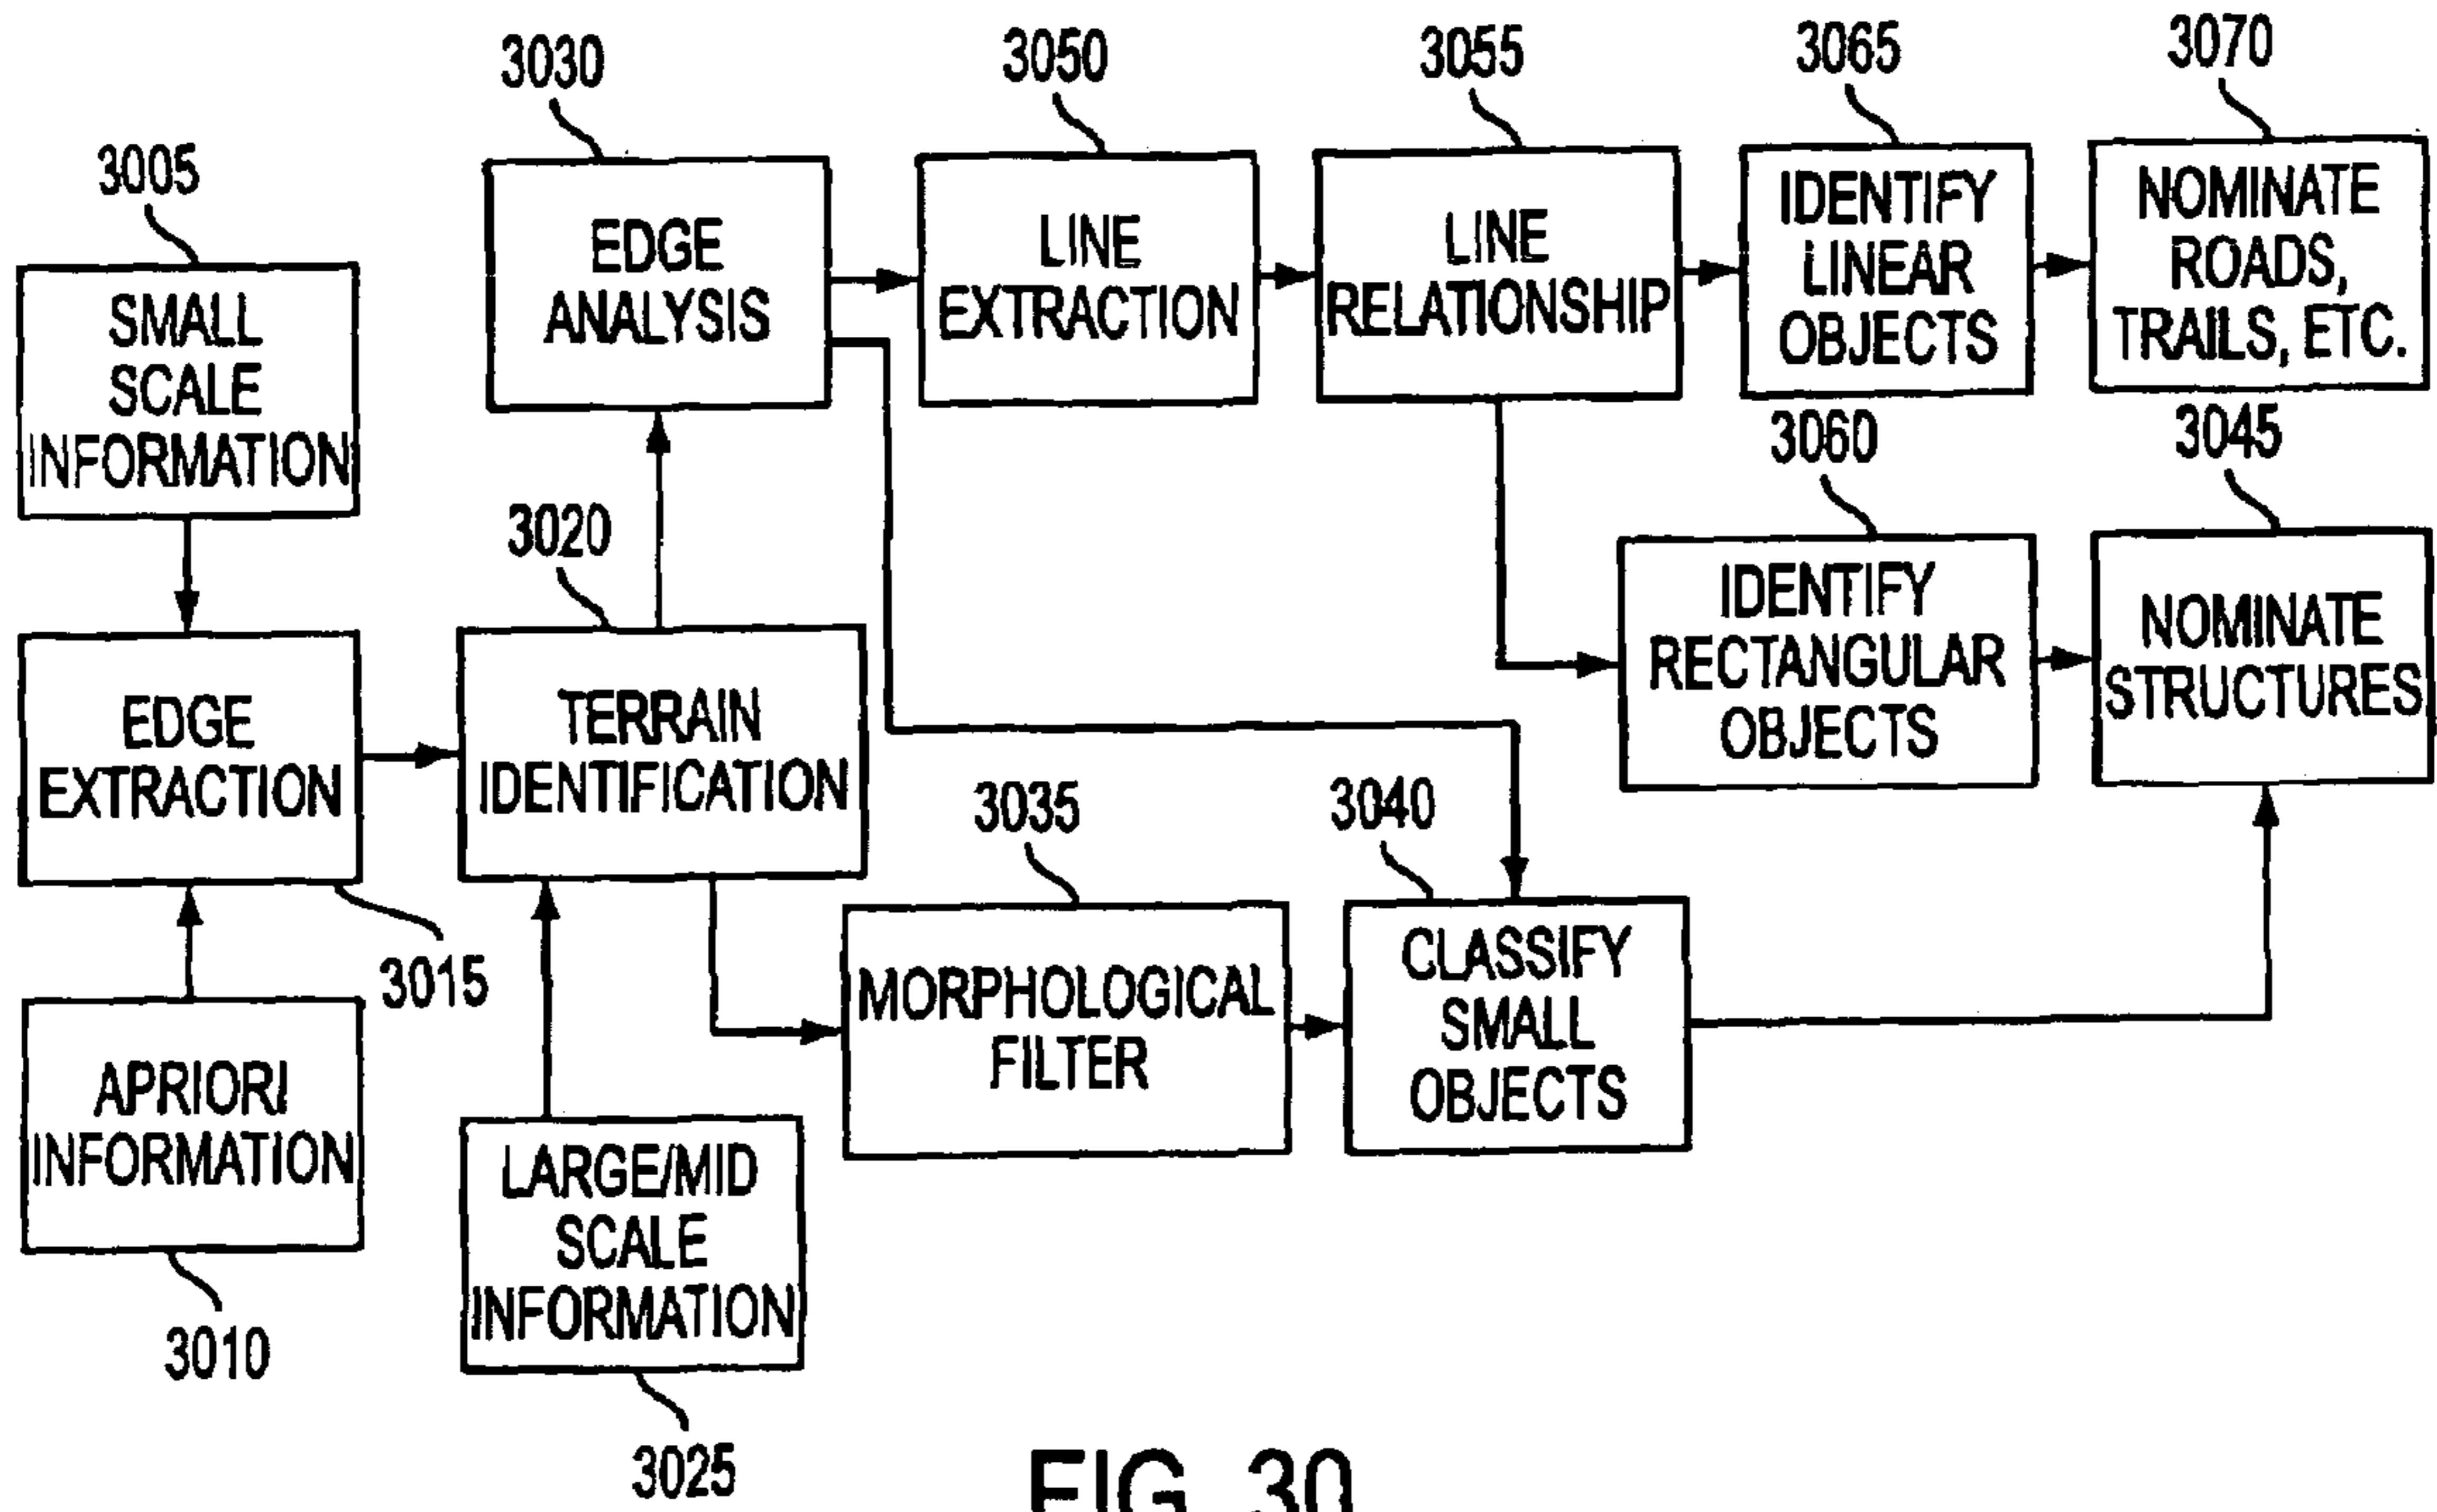 3030
3050
3055
3065
3070
3005
EDGE
ANALYSIS
LINE
EXTRACTION
LINE
RELATIONSHIP
IDENTIFY
LINEAR
OBJECTS
NOMINATE
ROADS,
TRAILS, ETC.
SMALL
SCALE
INFORMATION
3020
3060
3045
EDGE
EXTRACTION
TERRAIN
IDENTIFICATION
IDENTIFY
RECTANGULAR
OBJECTS
NOMINATE
STRUCTURES
3035
3040
3015
MORPHOLOGICAL
FILTER
CLASSIFY
SMALL
OBJECTS
APRIORI
INFORMATION
LARGE/MID
SCALE
INFORMATION
3010
3025
FIG. 30